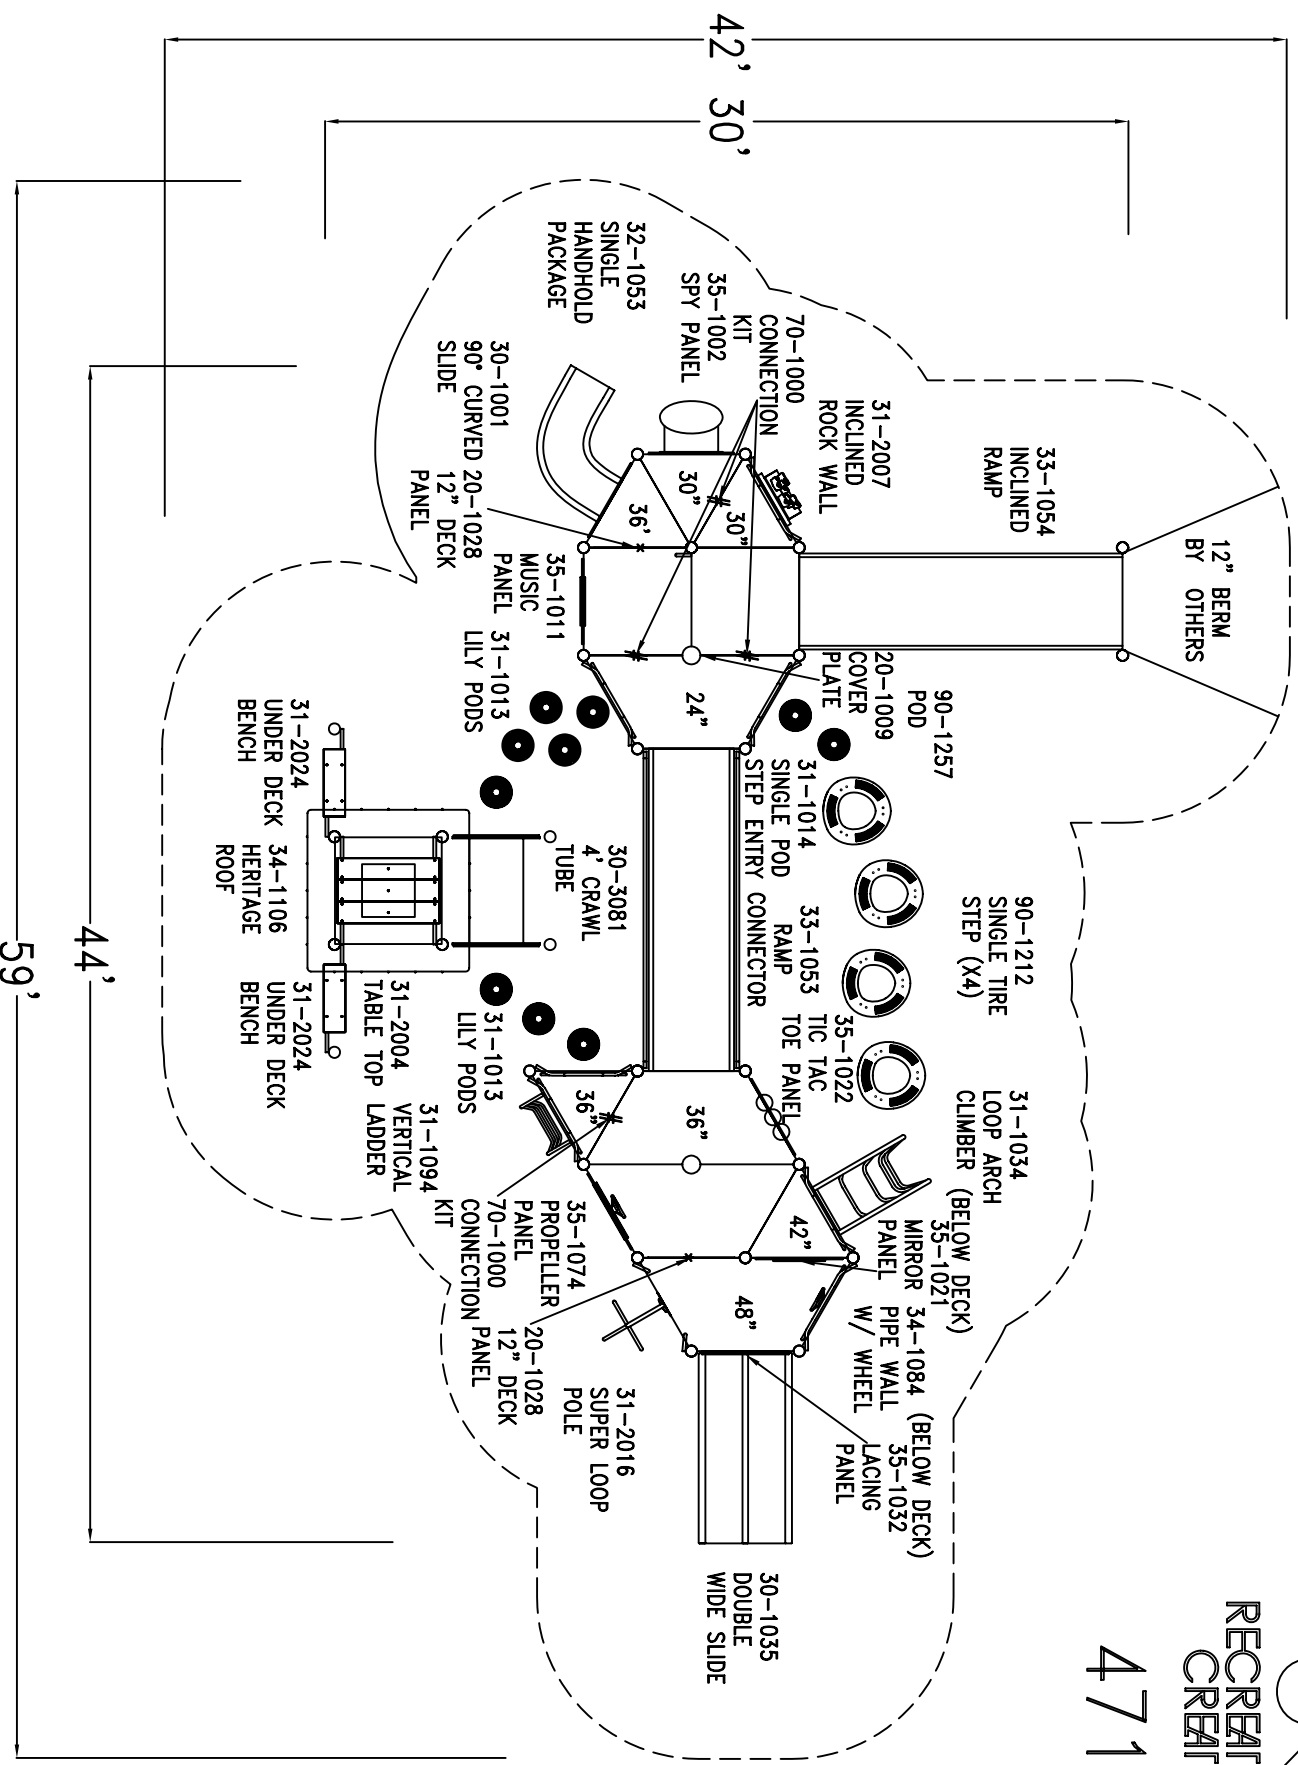 42'
30'
59'
44'
32-1053
SINGLE
HANDHOLD
PACKAGE
35-1002
SPY PANEL
70-1000
CONNECTION
KIT
31-2007
INCLINED
ROCK WALL
33-1054
INCLINED
RAMP
12" BERM
BY OTHERS
30-1001
90° CURVED
SLIDE
20-1028
12" DECK
PANEL
30"
30"
36'
24"
35-1011
MUSIC
PANEL
31-1013
LILY PODS
20-1009
COVER
PLATE
90-1257
POD
31-1014
SINGLE POD
STEP ENTRY CONNECTOR
90-1212
SINGLE TIRE
STEP (X4)
30-3081
4' CRAWL
TUBE
33-1053
RAMP
35-1022
TIC TAC
TOE PANEL
31-2024
UNDER DECK
BENCH
34-1106
HERITAGE
ROOF
31-2024
UNDER DECK
BENCH
31-2004
TABLE TOP
31-1013
LILY PODS
31-1094
VERTICAL
LADDER
36"
36"
42"
48"
31-1034
LOOP ARCH
CLIMBER
(BELOW DECK)
35-1021
MIRROR
PANEL
34-1084
PIPE WALL
W/ WHEEL
(BELOW DECK)
35-1032
LACING
PANEL
35-1074
PROPELLER
PANEL
70-1000
CONNECTION
KIT
20-1028
12" DECK
PANEL
31-2016
SUPER LOOP
POLE
30-1035
DOUBLE
WIDE SLIDE
471